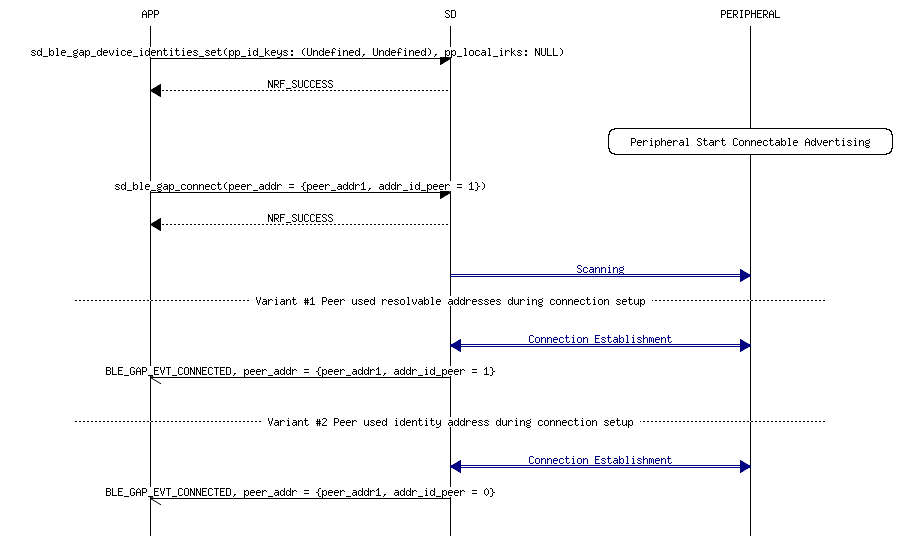 APP SD PERIPHERAL
sd_ble_gap_device_identities_set(pp_id_keys: (Undefined, Undefined), pp_local_irks: NULL)
NRF_SUCCESS
Peripheral Start Connectable Advertising
sd_ble_gap_connect(peer_addr = {peer_addr1, addr_id_peer = 1})
NRF_SUCCESS
Scanning
Variant #1 Peer used resolvable addresses during connection setup
Connection Establishment
BLE_GAP_EVT_CONNECTED, peer_addr = {peer_addr1, addr_id_peer = 1}
Variant #2 Peer used identity address during connection setup
Connection Establishment
BLE_GAP_EVT_CONNECTED, peer_addr = {peer_addr1, addr_id_peer = 0}